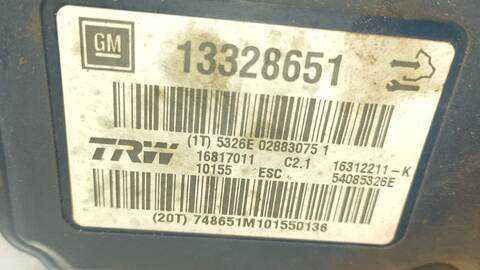 GM 13328651
(1T) 5326E 02883075 1
TRW 16817011 C2.1 16312211-K
10155 ESC 54085326E
(20T) 748651M101550136